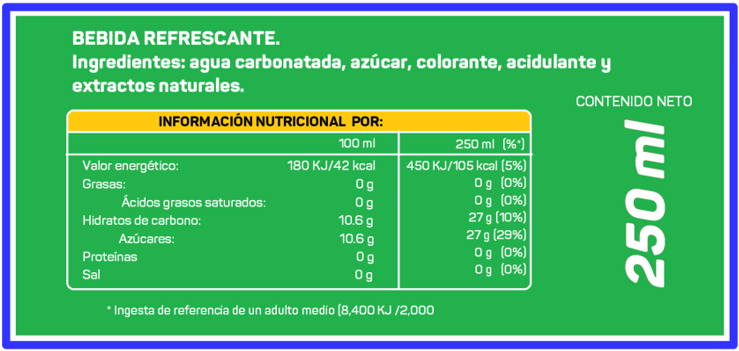 BEBIDA REFRESCANTE.
Ingredientes: agua carbonatada, azúcar, colorante, acidulante y
extractos naturales.
CONTENIDO NETO
250 ml
INFORMACIÓN NUTRICIONAL POR:
100 ml 250 ml (%*)
Valor energético: 180 KJ/42 kcal 450 KJ/105 kcal (5%)
Grasas: 0 g 0 g (0%)
Ácidos grasos saturados: 0 g 0 g (0%)
Hidratos de carbono: 10.6 g 27 g (10%)
Azúcares: 10.6 g 27 g (29%)
Proteínas 0 g 0 g (0%)
Sal 0 g 0 g (0%)
* Ingesta de referencia de un adulto medio (8,400 KJ /2,000